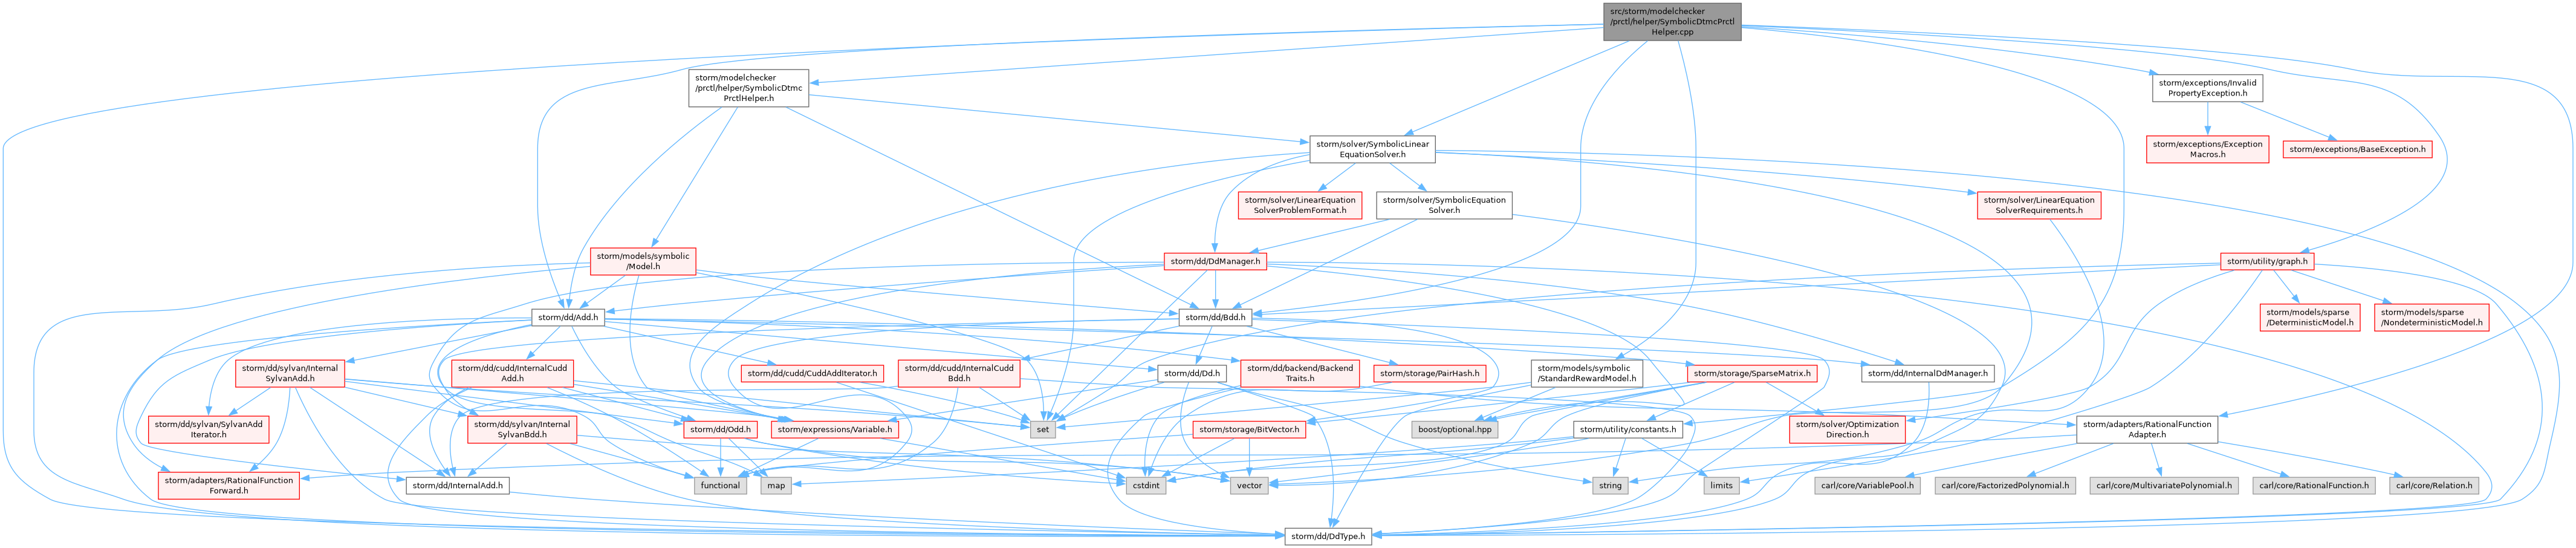 src/storm/modelchecker
/prctl/helper/SymbolicDtmcPrctl
Helper.cpp
storm/modelchecker
/prctl/helper/SymbolicDtmc
PrctlHelper.h
storm/exceptions/Invalid
PropertyException.h
storm/solver/SymbolicLinear
EquationSolver.h
storm/exceptions/Exception
Macros.h
storm/exceptions/BaseException.h
storm/solver/LinearEquation
SolverProblemFormat.h
storm/solver/SymbolicEquation
Solver.h
storm/solver/LinearEquation
SolverRequirements.h
storm/models/symbolic
/Model.h
storm/dd/DdManager.h
storm/utility/graph.h
storm/dd/Add.h
storm/dd/Bdd.h
storm/models/sparse
/DeterministicModel.h
storm/models/sparse
/NondeterministicModel.h
storm/dd/sylvan/Internal
SylvanAdd.h
storm/dd/cudd/InternalCudd
Add.h
storm/dd/cudd/CuddAddIterator.h
storm/dd/cudd/InternalCudd
Bdd.h
storm/dd/Dd.h
storm/dd/backend/Backend
Traits.h
storm/storage/PairHash.h
storm/models/symbolic
/StandardRewardModel.h
storm/storage/SparseMatrix.h
storm/dd/InternalDdManager.h
storm/dd/sylvan/SylvanAdd
Iterator.h
storm/dd/sylvan/Internal
SylvanBdd.h
storm/dd/Odd.h
storm/expressions/Variable.h
set
storm/storage/BitVector.h
boost/optional.hpp
storm/utility/constants.h
storm/solver/Optimization
Direction.h
storm/adapters/RationalFunction
Adapter.h
storm/adapters/RationalFunction
Forward.h
storm/dd/InternalAdd.h
functional
map
cstdint
vector
string
limits
carl/core/VariablePool.h
carl/core/FactorizedPolynomial.h
carl/core/MultivariatePolynomial.h
carl/core/RationalFunction.h
carl/core/Relation.h
storm/dd/DdType.h